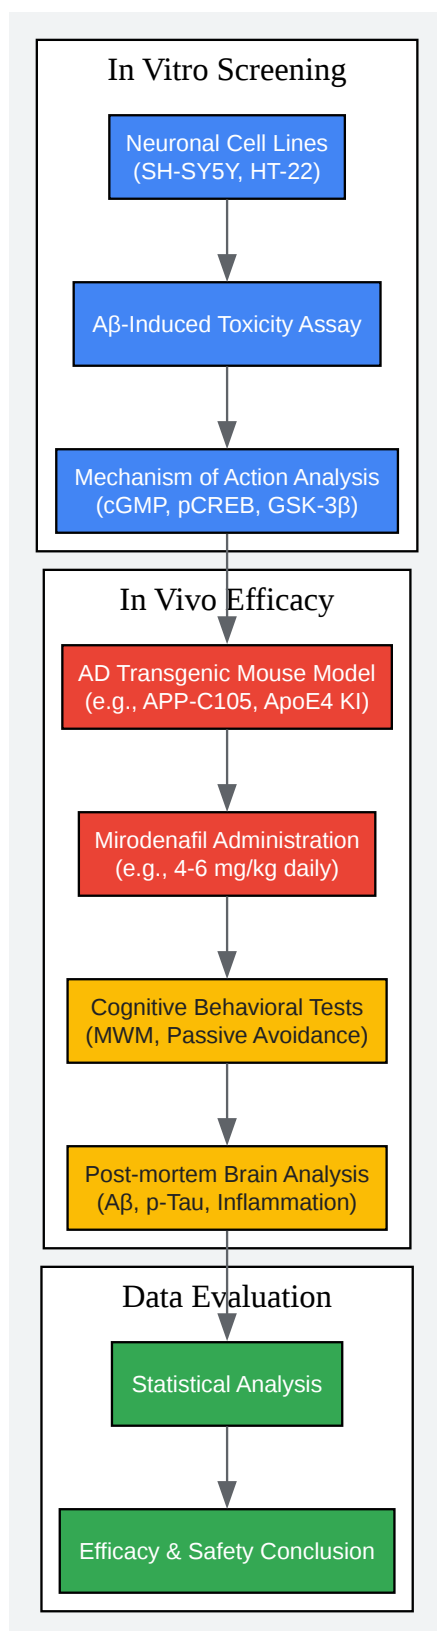 In Vitro Screening
Neuronal Cell Lines
(SH-SY5Y, HT-22)
Aβ-Induced Toxicity Assay
Mechanism of Action Analysis
(cGMP, pCREB, GSK-3β)
In Vivo Efficacy
AD Transgenic Mouse Model
(e.g., APP-C105, ApoE4 KI)
Mirodenafil Administration
(e.g., 4-6 mg/kg daily)
Cognitive Behavioral Tests
(MWM, Passive Avoidance)
Post-mortem Brain Analysis
(Aβ, p-Tau, Inflammation)
Data Evaluation
Statistical Analysis
Efficacy & Safety Conclusion